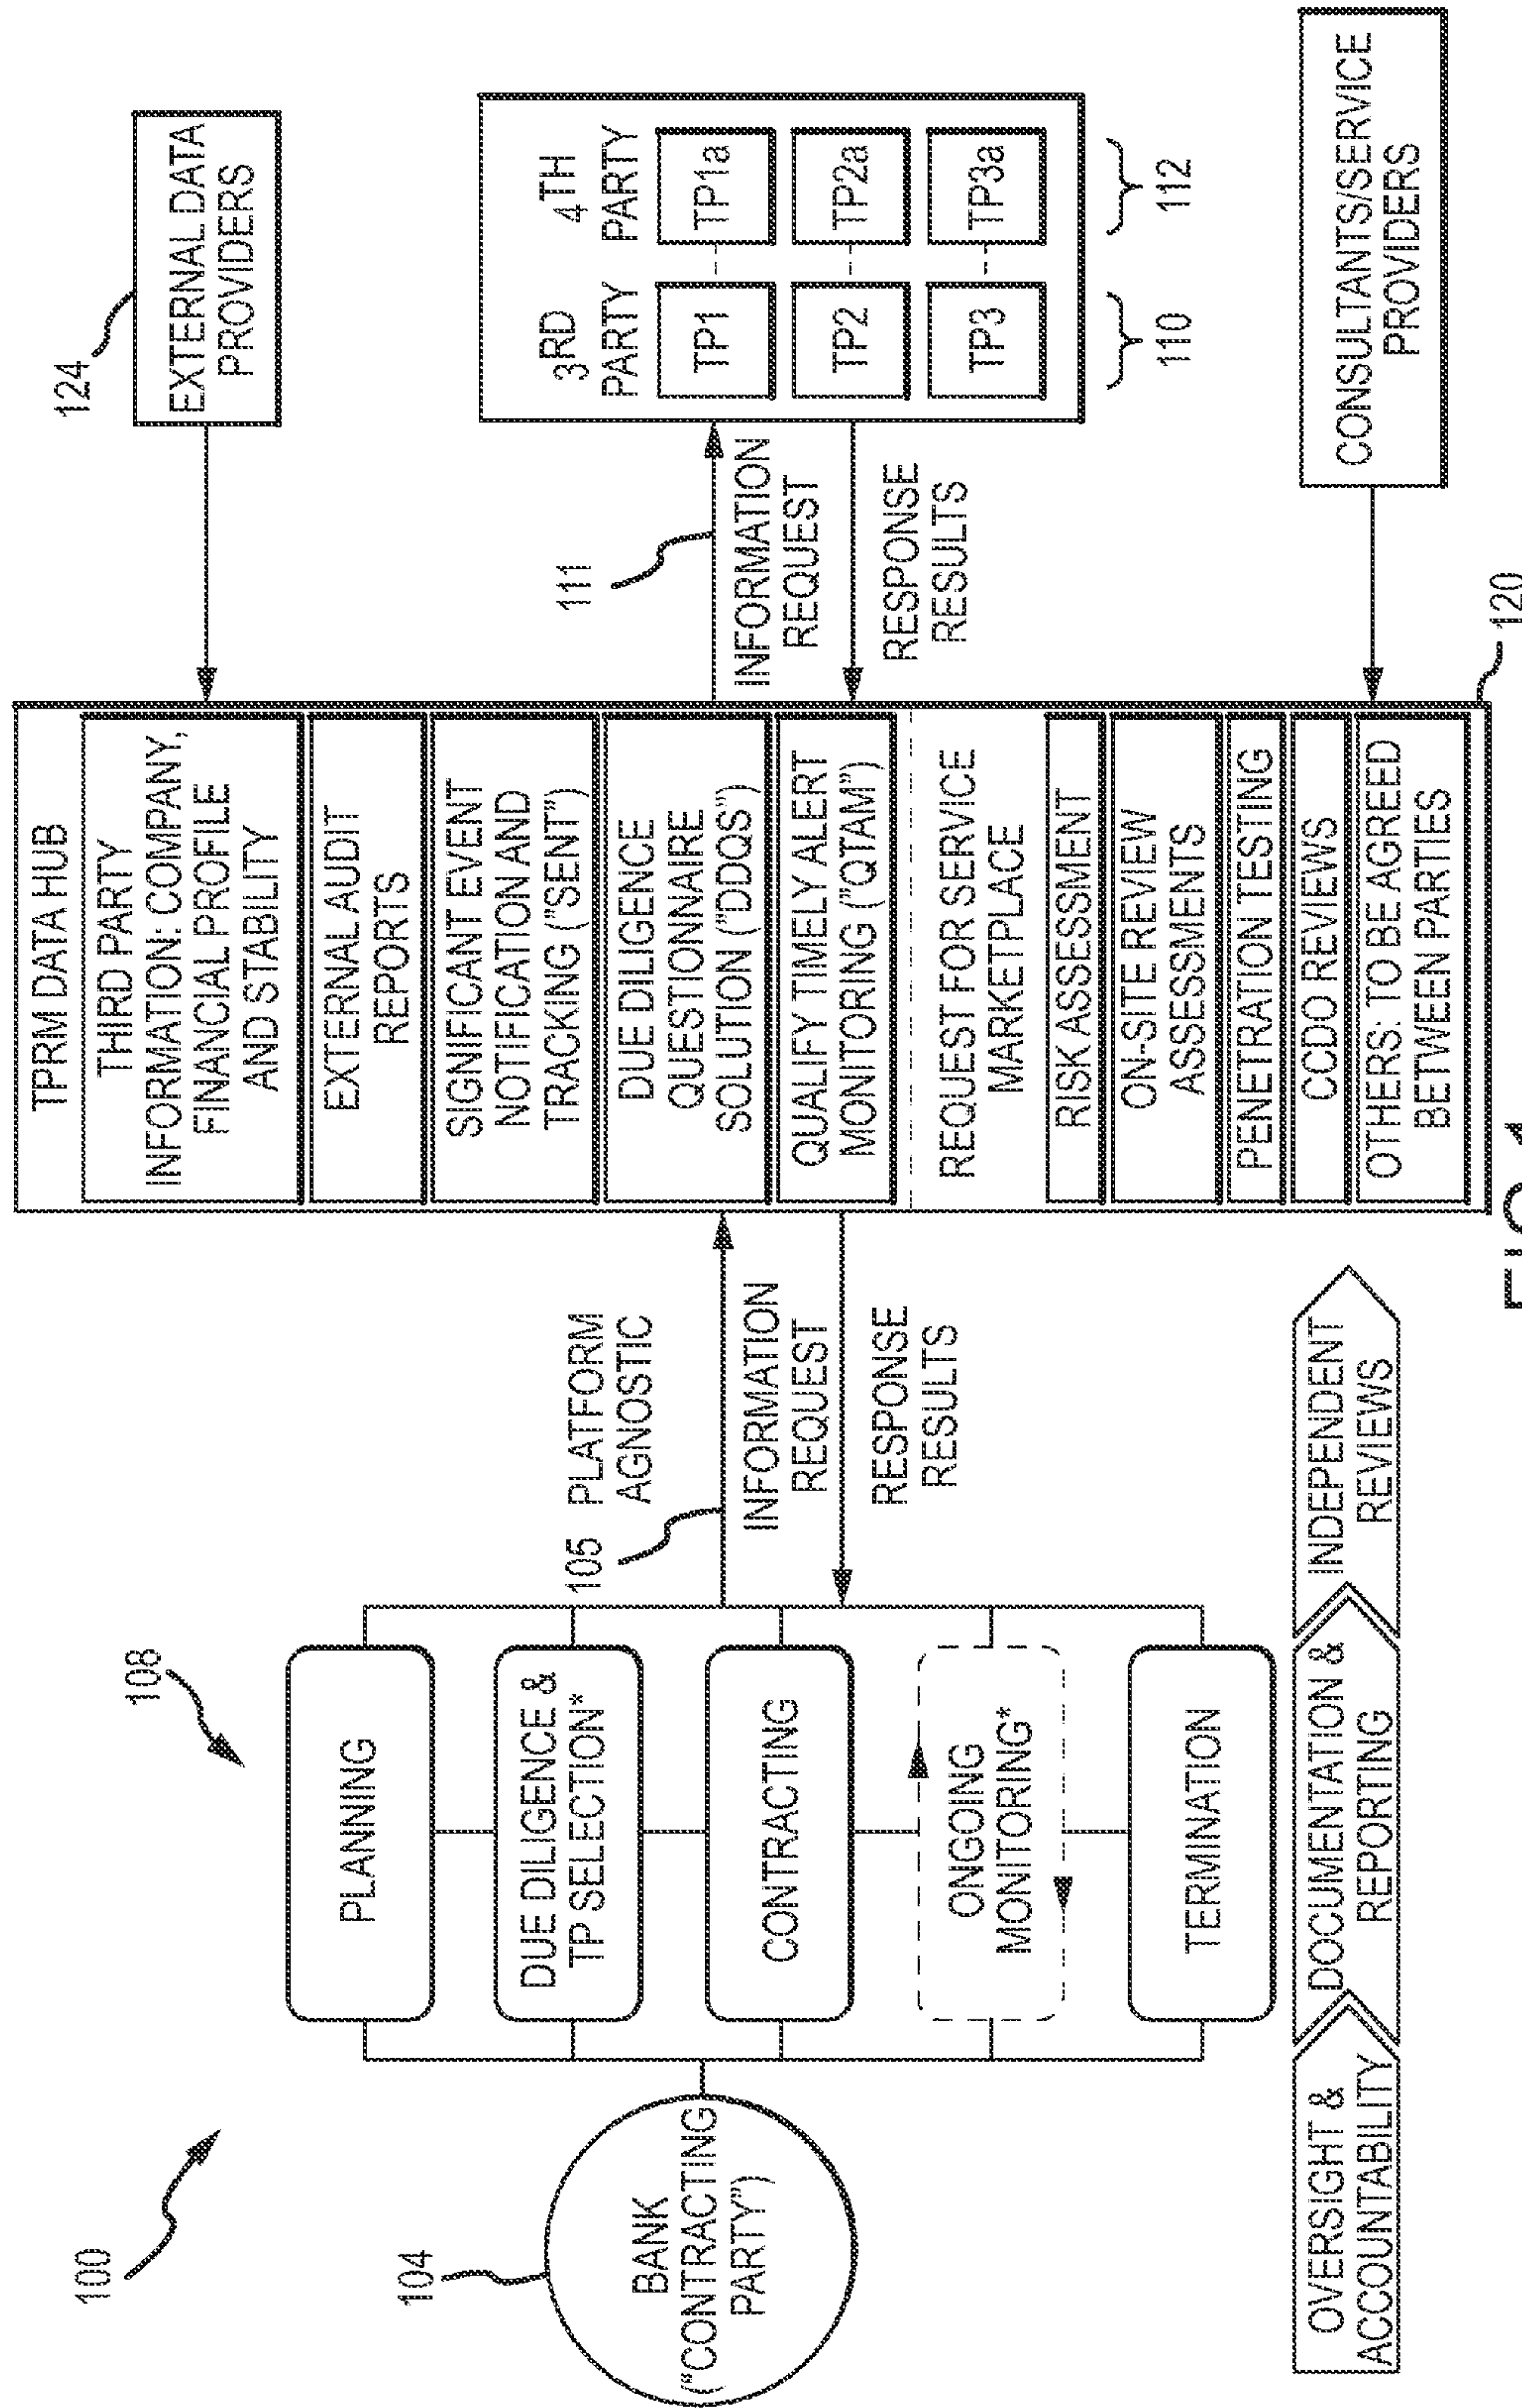 100
104
BANK
("CONTRACTING
PARTY")
108
PLANNING
DUE DILIGENCE &
TP SELECTION*
CONTRACTING
ONGOING
MONITORING*
TERMINATION
OVERSIGHT &
ACCOUNTABILITY
DOCUMENTATION &
REPORTING
INDEPENDENT
REVIEWS
105
PLATFORM
AGNOSTIC
INFORMATION
REQUEST
RESPONSE
RESULTS
TPRM DATA HUB
THIRD PARTY
INFORMATION: COMPANY,
FINANCIAL PROFILE
AND STABILITY
EXTERNAL AUDIT
REPORTS
SIGNIFICANT EVENT
NOTIFICATION AND
TRACKING ("SENT")
DUE DILIGENCE
QUESTIONNAIRE
SOLUTION ("DDQS")
QUALIFY TIMELY ALERT
MONITORING ("QTAM")
REQUEST FOR SERVICE
MARKETPLACE
RISK ASSESSMENT
ON-SITE REVIEW
ASSESSMENTS
PENETRATION TESTING
CCDO REVIEWS
OTHERS: TO BE AGREED
BETWEEN PARTIES
120
124
EXTERNAL DATA
PROVIDERS
111
INFORMATION
REQUEST
RESPONSE
RESULTS
3RD
PARTY
4TH
PARTY
TP1
TP1a
TP2
TP2a
TP3
TP3a
110
112
CONSULTANTS/SERVICE
PROVIDERS